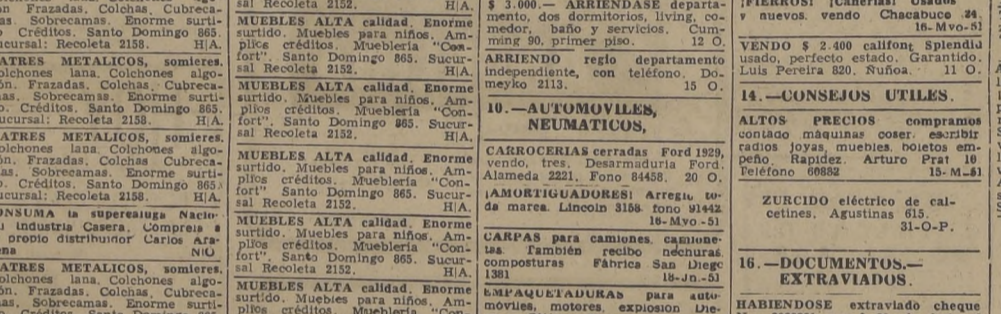 on. Frazadas. Colchas. Cubreca-
as. Sobrecamas. Enorme surti-
o. Créditos. Santo Domingo 865.
ucursal: Recoleta 2158. H|A.
ATRES METALICOS, somieres.
olchones lana. Colchones algo-
ón. Frazadas. Colchas Cubreca-
as. Sobrecamas. Enorme surti-
o. Créditos. Santo Domingo 865.
ucursal: Recoleta 2158. H|A.
ATRES METALICOS, somieres.
olchones lana. Colchones algo-
ón. Frazadas. Colchas Cubreca-
as. Sobrecamas. Enorme surti-
o. Créditos. Santo Domingo 865.
ucursal: Recoleta 2158. H|A.
ONSUMA la superealuga Nacio-
industria Casera. Cómprela a
propio distribuidor Carlos Ara-
ena N|O
ATRES METALICOS, somieres.
olchones lana. Colchones algo-
ón. Frazadas. Colchas Cubreca-
as. Sobrecamas. Enorme surti-
sal Recoleta 2152. H|A.
MUEBLES ALTA calidad. Enorme
surtido. Muebles para niños. Am-
plios créditos. Mueblería "Con-
fort". Santo Domingo 865. Sucur-
sal Recoleta 2152. H|A.
MUEBLES ALTA calidad. Enorme
surtido. Muebles para niños. Am-
plios créditos. Mueblería "Con-
fort". Santo Domingo 865. Sucur-
sal Recoleta 2152. H|A.
MUEBLES ALTA calidad. Enorme
surtido. Muebles para niños. Am-
plios créditos. Mueblería "Con-
fort". Santo Domingo 865. Sucur-
sal Recoleta 2152. H|A.
MUEBLES ALTA calidad. Enorme
surtido. Muebles para niños. Am-
plios créditos. Mueblería "Con-
fort". Santo Domingo 865. Sucur-
sal Recoleta 2152. H|A.
MUEBLES ALTA calidad. Enorme
surtido. Muebles para niños. Am-
plios créditos. Mueblería "Con-
$ 3.000.— ARRIENDASE departa-
mento, dos dormitorios, living, co-
medor, baño y servicios. Cum-
ming 90, primer piso. 12 O.
ARRIENDO regio departamento
independiente, con teléfono. Do-
meyko 2113. 15 O.
10.—AUTOMOVILES,
NEUMATICOS,
CARROCERIAS cerradas Ford 1929,
vendo, tres. Desarmaduria Ford.
Alameda 2221. Fono 84458. 20 O.
¡AMORTIGUADORES! Arreglo to-
da marca. Lincoln 3158 fono 91442.
16-Mvo-51
CARPAS para camiones, camione-
tas. También recibo hechuras,
composturas Fábrica San Diego
1381 18-Jn.-51
EMPAQUETADURAS para auto-
móviles, motores, explosión Die-
¡FIERROS! ¡Cañerías! Usados
y nuevos. vendo Chacabuco 24.
16-Mvo-51
VENDO $ 2.400 califont Splendid
usado, perfecto estado. Garantido.
Luis Pereira 820. Ñuñoa. 11 O.
14.—CONSEJOS UTILES.
ALTOS PRECIOS compramos
contado máquinas coser, escribir
radios joyas, muebles, boletos em-
peño. Rapidez. Arturo Prat 10
Teléfono 60882 15-M-51
ZURCIDO eléctrico de cal-
cetines. Agustinas 615.
31-O-P.
16.—DOCUMENTOS.—
EXTRAVIADOS.
HABIENDOSE extraviado cheque